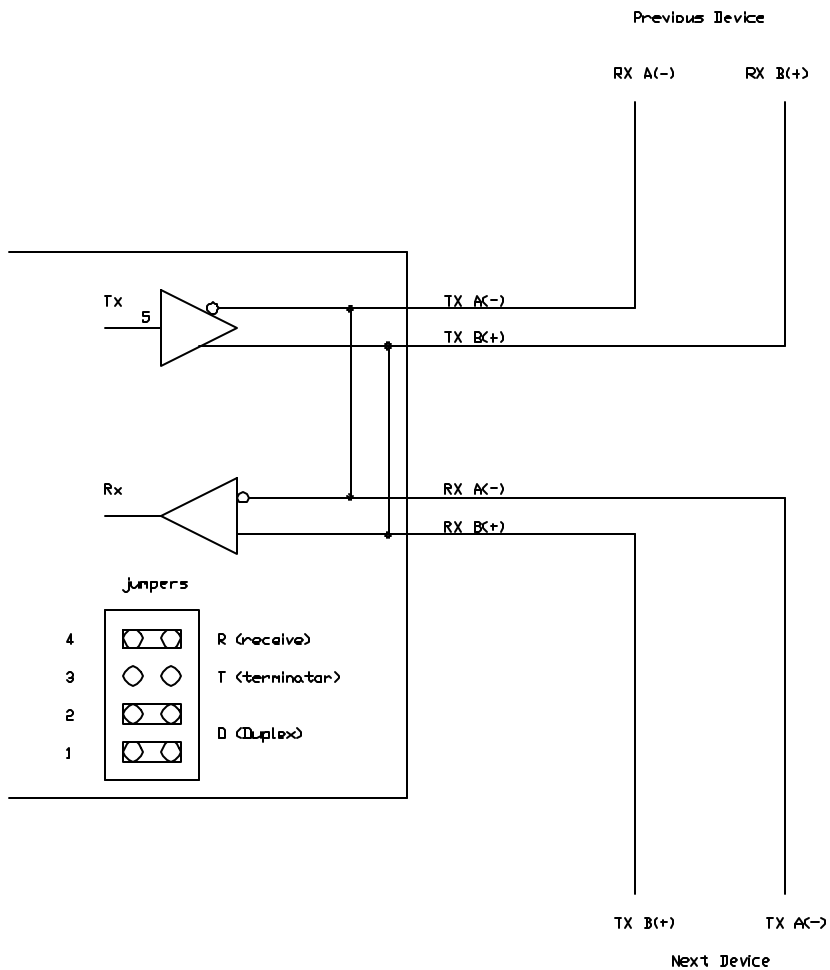 Previous Device
RX A(-) RX B(+)
Tx
5
TX A(-)
TX B(+)
Rx
RX A(-)
RX B(+)
jumpers
4 R (receive)
3 T (terminator)
2
D (Duplex)
1
TX B(+) TX A(-)
Next Device